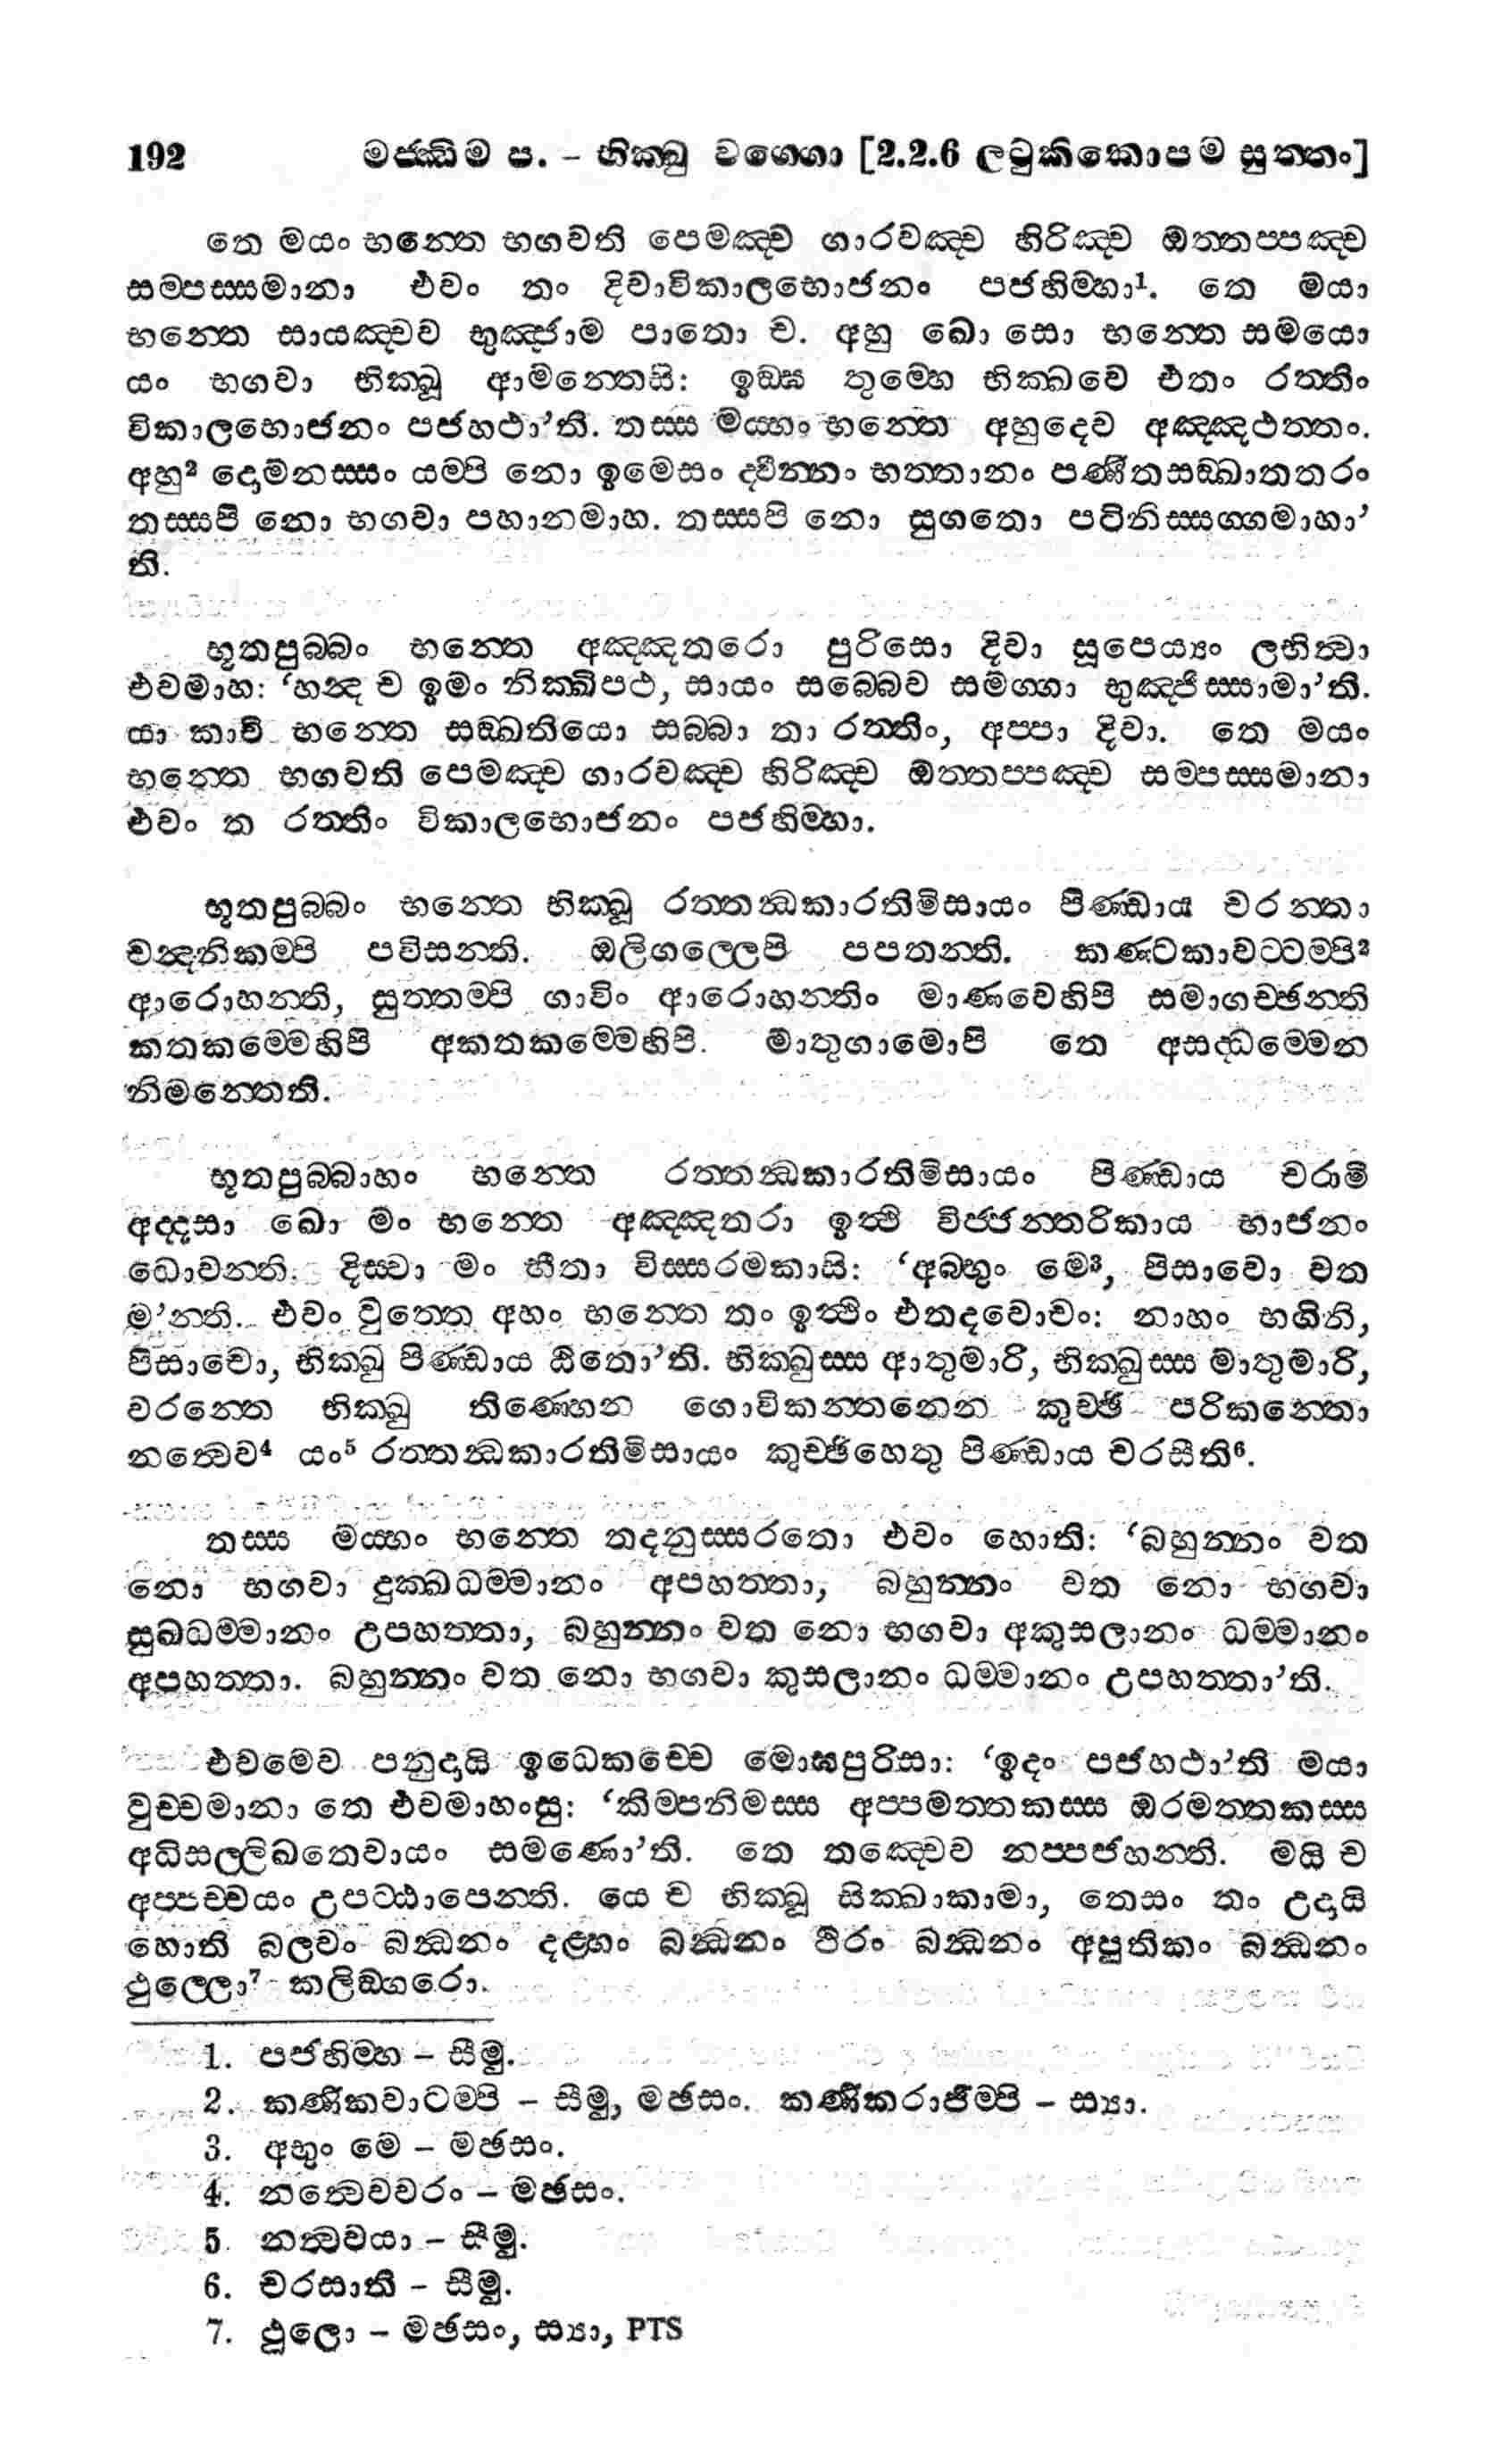 192 මජ්ඣිම ප. - භික්ඛු වග්ගො [2.2.6 ලටුකිකොපම සුත්තං]
තෙ මයං භන්තෙ භගවති පෙමඤ්ච ගාරවඤ්ච හිරිඤ්ච ඔත්තප්පඤ්ච
සම්පස්සමානා එවං තං දිවාවිකාලභොජනං පජහිම්හා¹. තෙ මයා
භන්තෙ සායඤ්චව භුඤ්ජාම පාතො ච. අහු ඛො සො භන්තෙ සමයො
යං භගවා භික්ඛූ ආමන්තෙසි: ඉඞ්ඝ තුම්හෙ භික්ඛවෙ එතං රත්තිං
විකාලභොජනං පජහථා’ති. තස්ස මය්හං භන්තෙ අහුදෙව අඤ්ඤථත්තං.
අහු² දොමනස්සං යම්පි නො ඉමෙසං ද්වින්නං භත්තානං පණීතසඞ්ඛාතතරං
තස්සපි නො භගවා පහානමාහ. තස්සපි නො සුගතො පටිනිස්සග්ගමාහා’
ති.
භූතපුබ්බං භන්තෙ අඤ්ඤතරො පුරිසො දිවා සූපෙය්‍යං ලභිත්වා
එවමාහ: ‘හන්ද ච ඉමං නික්ඛිපථ, සායං සබ්බෙව සමග්ගා භුඤ්ජිස්සාමා’ති.
යා කාචි භන්තෙ සඞ්ඛතියො සබ්බා තා රත්තිං, අප්පා දිවා. තෙ මයං
භන්තෙ භගවති පෙමඤ්ච ගාරවඤ්ච හිරිඤ්ච ඔත්තප්පඤ්ච සම්පස්සමානා
එවං ත රත්තිං විකාලභොජනං පජහිම්හා.
භූතපුබ්බං භන්තෙ භික්ඛූ රත්තන්ධකාරතිමිසායං පිණ්ඩාය චරන්තා
චන්දනිකම්පි පවිසන්ති. ඔලිගල්ලෙපි පපතන්ති. කණ්ටකාවට්ටම්පි²
ආරොහන්ති, සුත්තම්පි ගාවිං ආරොහන්තිං මාණවෙහිපි සමාගච්ඡන්ති
කතකම්මෙහිපි අකතකම්මෙහිපි. මාතුගාමොපි තෙ අසද්ධම්මෙන
නිමන්තෙති.
භූතපුබ්බාහං භන්තෙ රත්තන්ධකාරතිමිසායං පිණ්ඩාය චරාමි
අද්දසා ඛො මං භන්තෙ අඤ්ඤතරා ඉත්ථි විජ්ජන්තරිකාය භාජනං
ධොවන්ති. දිස්වා මං භීතා විස්සරමකාසි: ‘අබ්භුං මෙ³, පිසාචො වත
ම’න්ති. එවං වුත්තෙ අහං භන්තෙ තං ඉත්ථිං එතදවොචං: නාහං භගිනි,
පිසාචො, භික්ඛු පිණ්ඩාය ඨිතො’ති. භික්ඛුස්ස ආතුමාරි, භික්ඛුස්ස මාතුමාරි,
වරන්තෙ භික්ඛු තිණ්හෙන ගොවිකන්තනෙන කුච්ඡි පරිකන්තො
නත්වෙව⁴ යං⁵ රත්තන්ධකාරතිමිසායං කුච්ඡිහෙතු පිණ්ඩාය චරසීති⁶.
තස්ස මය්හං භන්තෙ තදනුස්සරතො එවං හොති: ‘බහුන්නං වත
නො භගවා දුක්ඛධම්මානං අපහත්තා, බහුන්නං වත නො භගවා
සුඛධම්මානං උපහත්තා, බහුන්නං වත නො භගවා අකුසලානං ධම්මානං
අපහත්තා. බහුන්නං වත නො භගවා කුසලානං ධම්මානං උපහත්තා’ති.
එවමෙව පනුදායි ඉධෙකච්චෙ මොඝපුරිසා: ‘ඉදං පජහථා’ති මයා
වුච්චමානා තෙ එවමාහංසු: ‘කිම්පනිමස්ස අප්පමත්තකස්ස ඔරමත්තකස්ස
අධිසල්ලිඛතෙවායං සමණො’ති. තෙ තඤ්චෙව නප්පජහන්ති. මයි ච
අප්පච්චයං උපට්ඨාපෙන්ති. යෙ ච භික්ඛූ සික්ඛාකාමා, තෙසං තං උදායි
හොති බලවං බන්ධනං දළ්හං බන්ධනං ථිරං බන්ධනං අපූතිකං බන්ධනං
ථුල්ලො⁷ කලිඞ්ගරො.
1. පජහිම්හ – සීමු.
2. කණ්ටිකවාටම්පි – සීමු, මඡසං. කණ්ටිකරාජිම්පි – ස්‍යා.
3. අභුං මෙ – මඡසං.
4. නත්වෙවවරං – මඡසං.
5. නත්වවයා – සීමු.
6. චරසාති – සීමු.
7. ථූලො – මඡසං, ස්‍යා, PTS